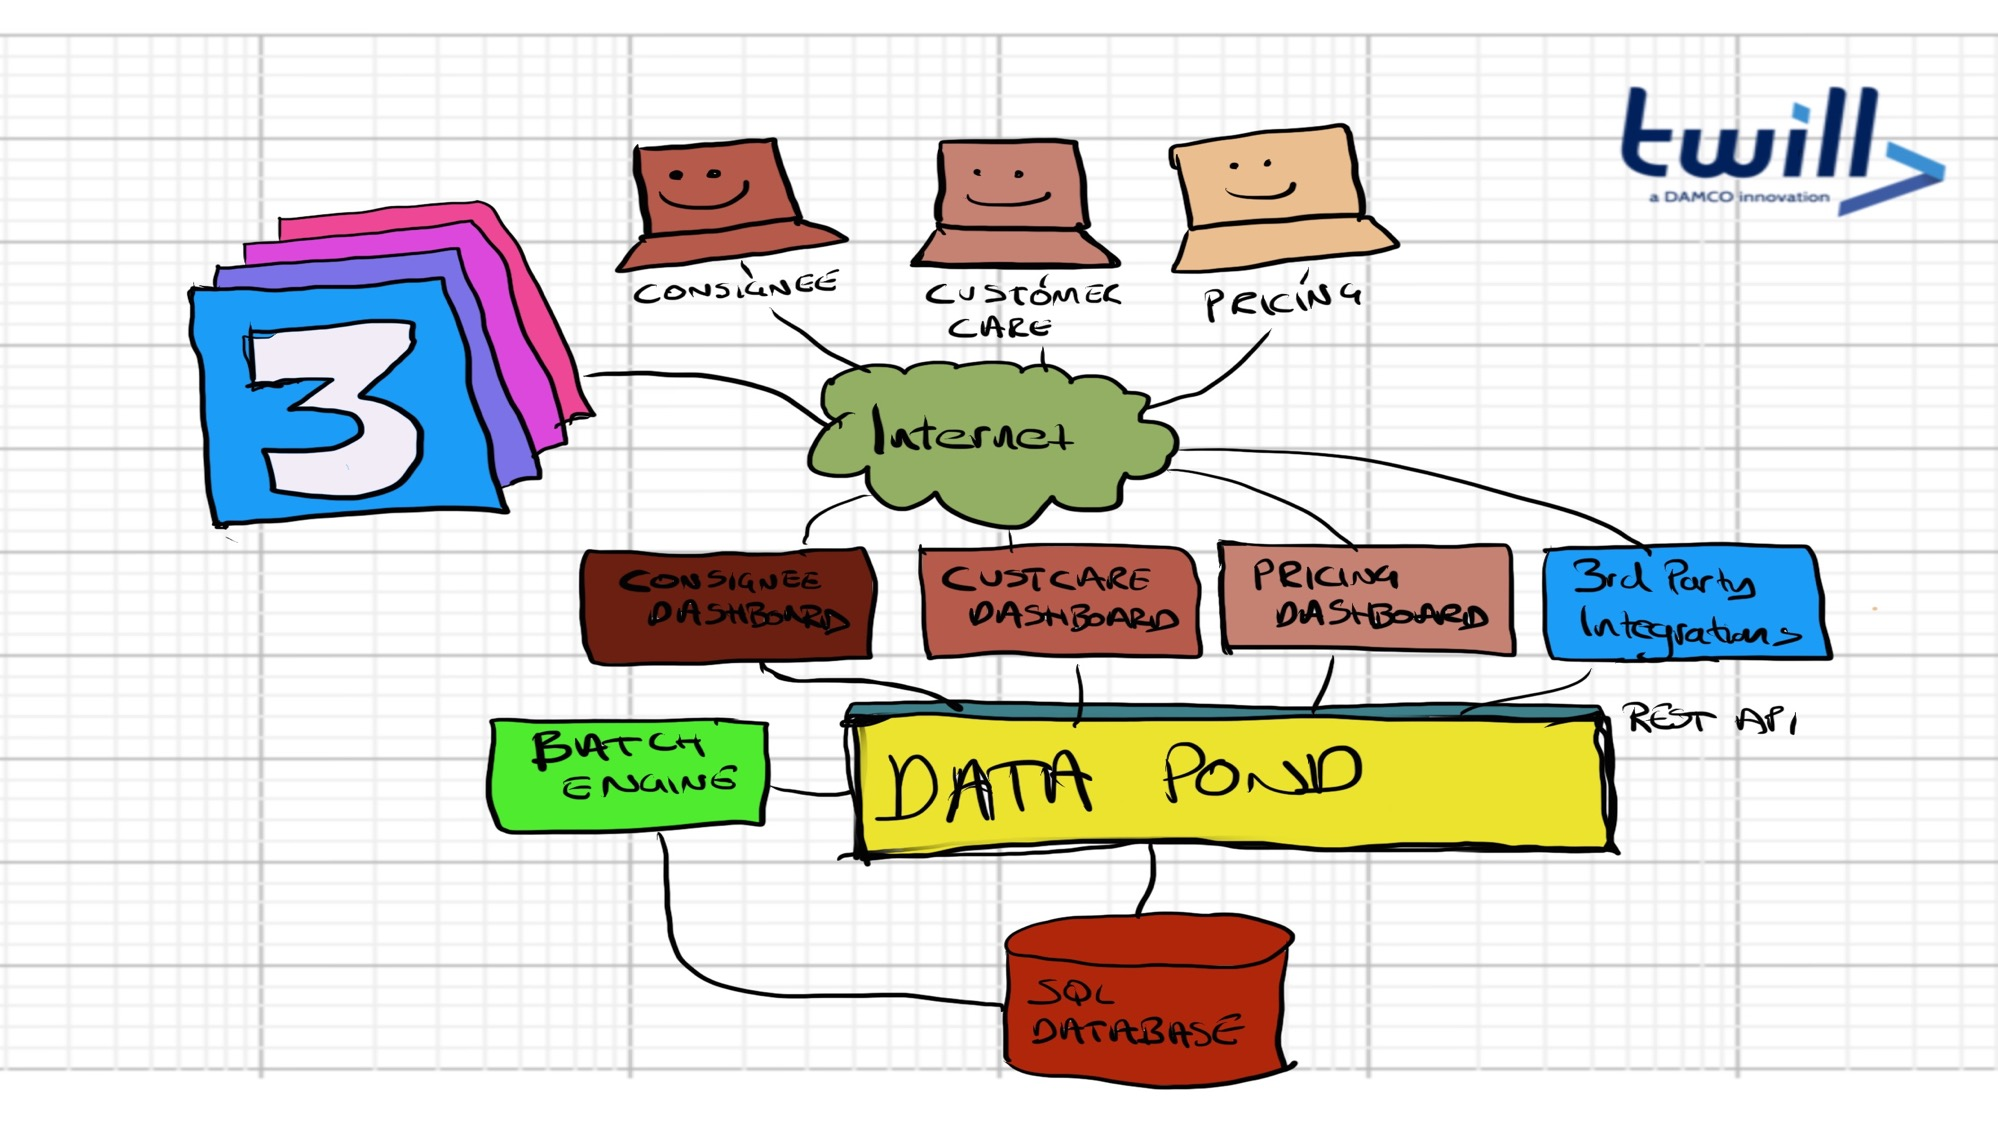 twill
a DAMCO innovation
CONSIGNEE
CUSTOMER
CARE
PRICING
3
Internet
CONSIGNEE
DASHBOARD
CUSTCARE
DASHBOARD
PRICING
DASHBOARD
3rd Party
Integrations
REST API
BATCH
ENGINE
DATA POND
SQL
DATABASE